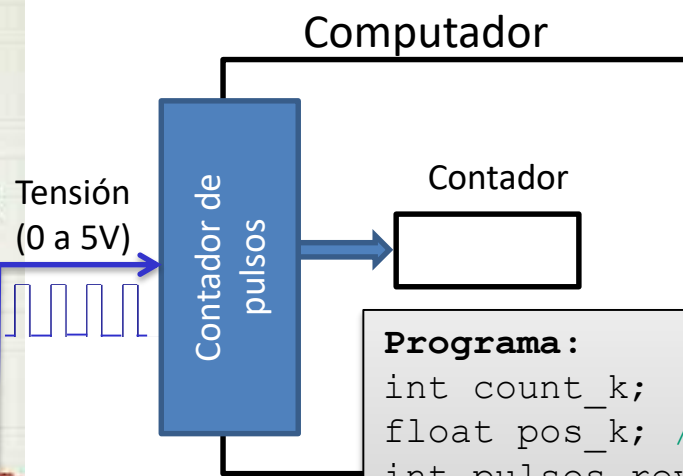 Computador
Tensión
(0 a 5V)
Contador de
pulsos
Contador
Programa:
int count_k;
float pos_k; /